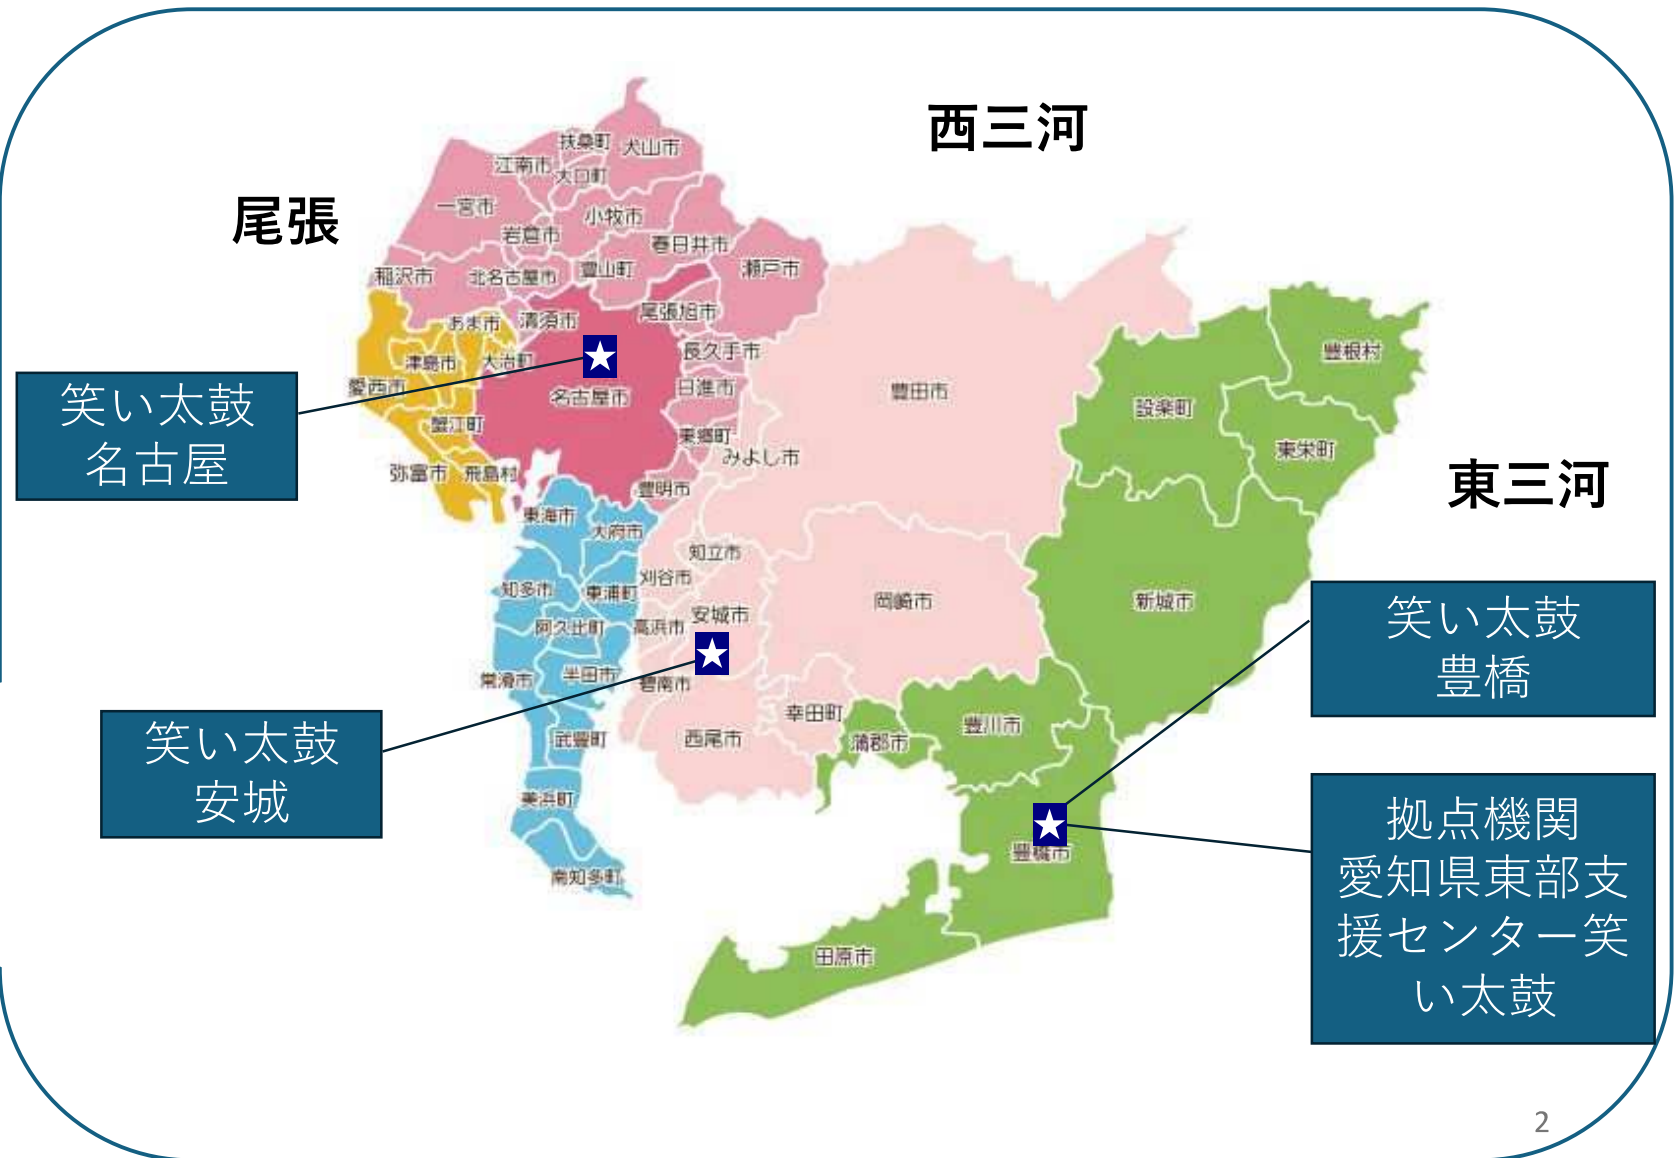 西三河
尾張
東三河
扶桑町
犬山市
江南市
大口町
一宮市
小牧市
岩倉市
春日井市
稲沢市
北名古屋市
豊山町
瀬戸市
あま市
清須市
尾張旭市
津島市
大治町
長久手市
愛西市
名古屋市
日進市
蟹江町
東郷町
みよし市
弥富市
飛島村
豊明市
豊田市
豊根村
設楽町
東栄町
東海市
大府市
知立市
知多市
東浦町
刈谷市
岡崎市
新城市
阿久比町
高浜市
安城市
常滑市
半田市
碧南市
武豊町
西尾市
幸田町
蒲郡市
豊川市
美浜町
南知多町
豊橋市
田原市
笑い太鼓
名古屋
笑い太鼓
安城
笑い太鼓
豊橋
拠点機関
愛知県東部支
援センター笑
い太鼓
2